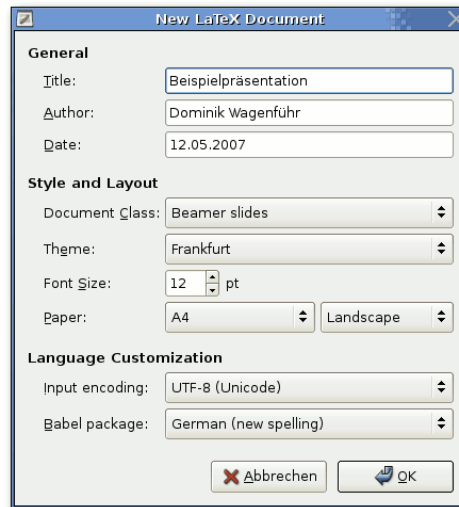 New LaTeX Document
General
Title: Beispielpräsentation
Author: Dominik Wagenführ
Date: 12.05.2007
Style and Layout
Document Class: Beamer slides
Theme: Frankfurt
Font Size: 12 pt
Paper: A4 Landscape
Language Customization
Input encoding: UTF-8 (Unicode)
Babel package: German (new spelling)
Abbrechen OK